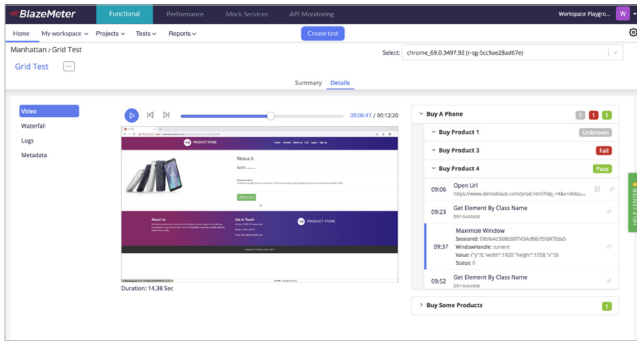 BlazeMeter Functional Performance Mock Services API Monitoring Workspace Playgro... W
Home My workspace Projects Tests Reports Create test
Manhattan / Grid Test
Select: chrome_69.0.3497.92 (r-sg-5cc9ae28ad67e)
Grid Test
Summary Details
Video
Waterfall
Logs
Metadata
00:06:47 / 00:12:20
PRODUCT STORE
Nexus 6
About Us
Get in Touch
PRODUCT STORE
Duration: 14.38 Sec
Buy A Phone 1 1 1
Buy Product 1 Unknown
Buy Product 3 Fail
Buy Product 4 Pass
09:06 Open Url
https://www.demoblaze.com/prod.html?idp_=4&a=debu...
09:23 Get Element By Class Name
btn-success
Maximize Window
09:37
WindowHandle: current
Value: {"y":0,"width":1920,"height":1058,"x":0}
Status: 0
09:52 Get Element By Class Name
btn-success
Buy Some Products 1
HELP CENTER